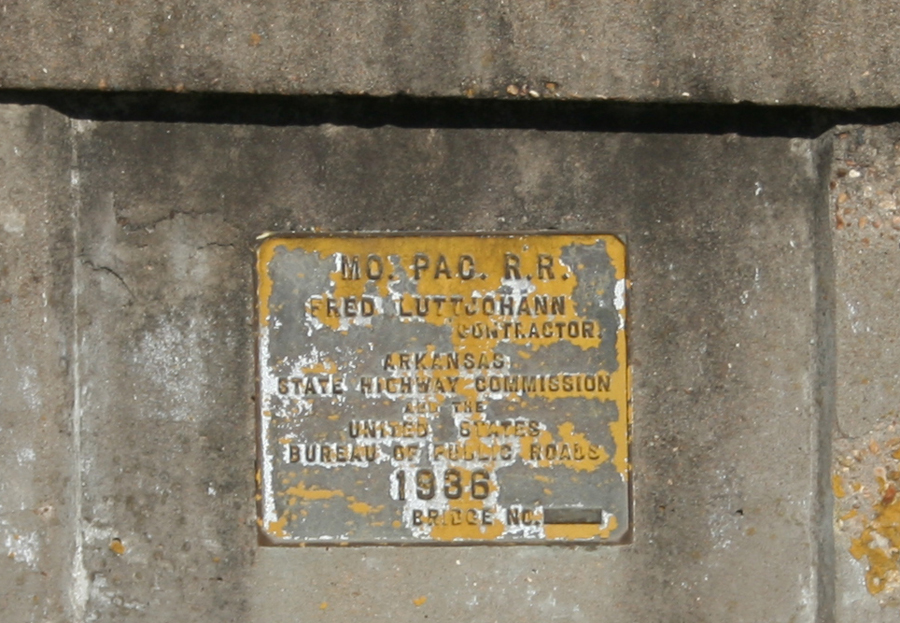 MO. PAC. R.R.
FRED LUTTJOHANN
CONTRACTOR
ARKANSAS
STATE HIGHWAY COMMISSION
AND THE
UNITED STATES
BUREAU OF PUBLIC ROADS
1936
BRIDGE NO.